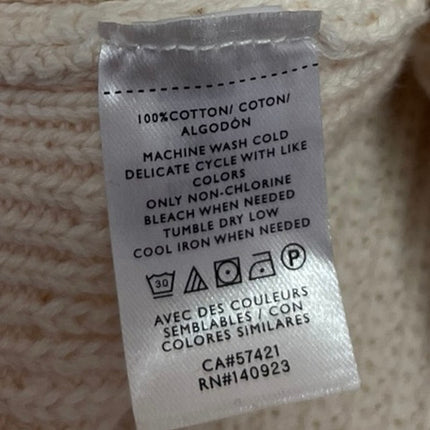 100%COTTON/ COTON/
ALGODÓN
MACHINE WASH COLD
DELICATE CYCLE WITH LIKE
COLORS
ONLY NON-CHLORINE
BLEACH WHEN NEEDED
TUMBLE DRY LOW
COOL IRON WHEN NEEDED
30 P
AVEC DES COULEURS
SEMBLABLES / CON
COLORES SIMILARES
CA#57421
RN#140923